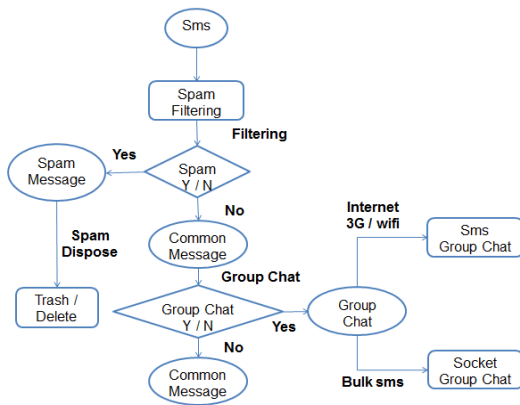 Sms
Spam
Filtering
Filtering
Yes
Spam
Message
Spam
Y / N
No
Internet
3G / wifi
Spam
Dispose
Common
Message
Sms
Group Chat
Group Chat
Trash /
Delete
Group Chat
Y / N
Yes
Group
Chat
No
Common
Message
Bulk sms
Socket
Group Chat